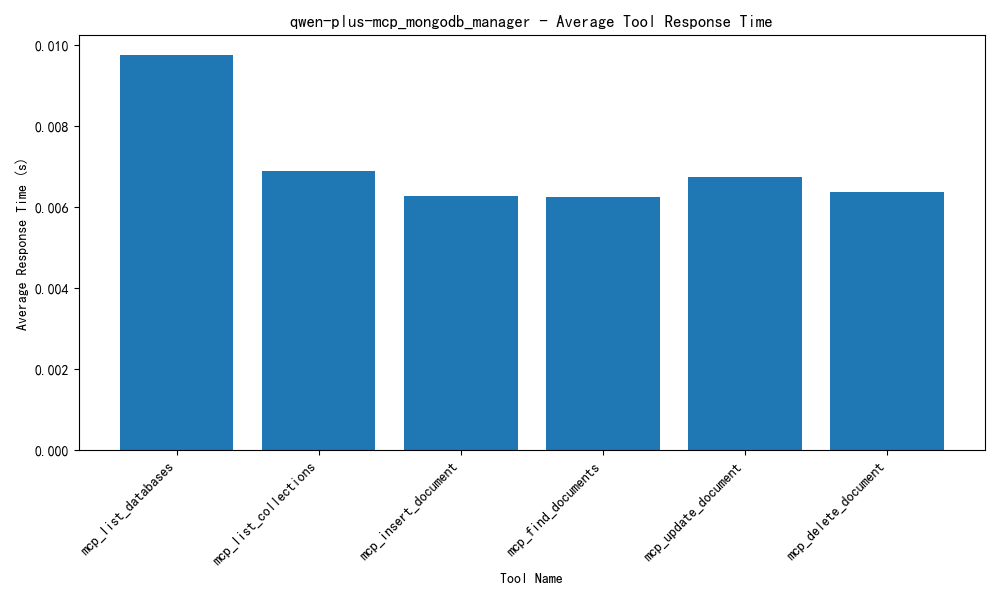 qwen-plus-mcp_mongodb_manager - Average Tool Response Time
Average Response Time (s)
0.010
0.008
0.006
0.004
0.002
0.000
mcp_list_databases
mcp_list_collections
mcp_insert_document
mcp_find_documents
mcp_update_document
mcp_delete_document
Tool Name